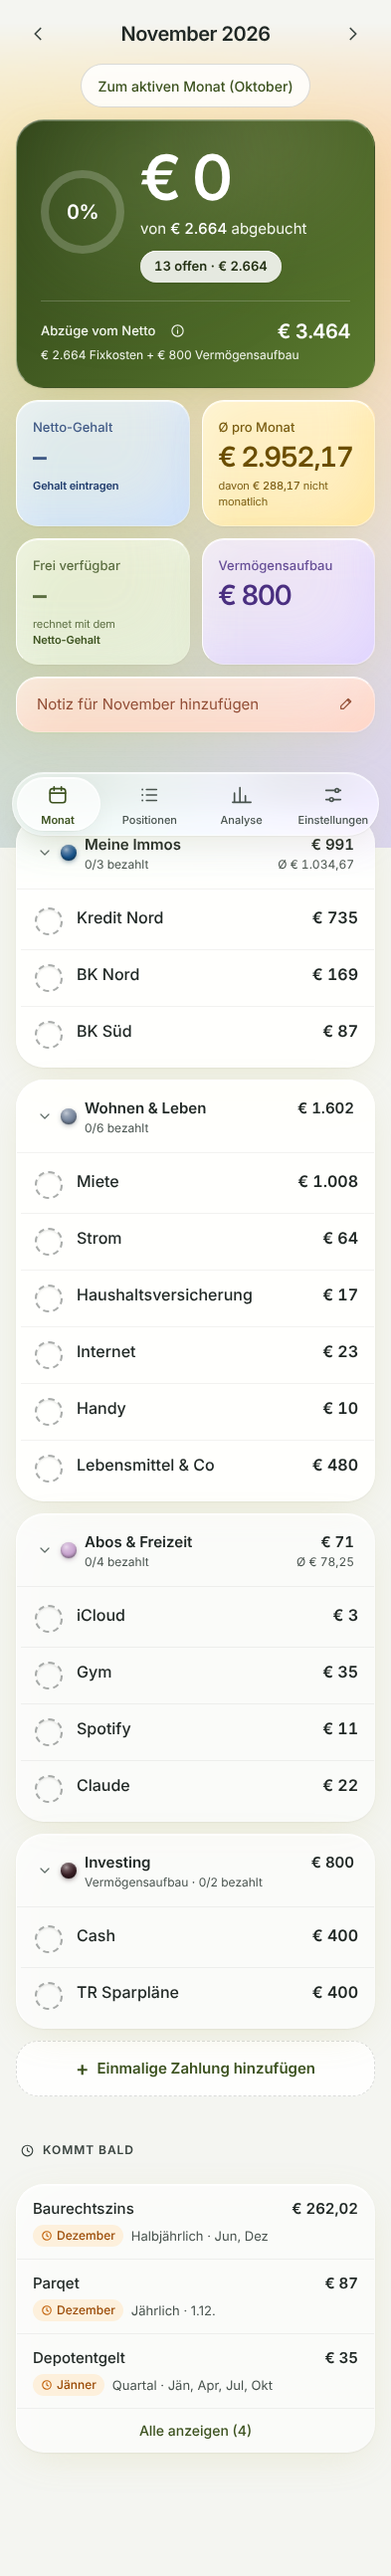 November 2026
Zum aktiven Monat (Oktober)
0%
€ 0
von € 2.664 abgebucht
13 offen · € 2.664
Abzüge vom Netto
€ 3.464
€ 2.664 Fixkosten + € 800 Vermögensaufbau
Netto-Gehalt
–
Gehalt eintragen
Ø pro Monat
€ 2.952,17
davon € 288,17 nicht
monatlich
Frei verfügbar
–
rechnet mit dem
Netto-Gehalt
Vermögensaufbau
€ 800
Notiz für November hinzufügen
Monat
Positionen
Analyse
Einstellungen
Meine Immos
€ 991
0/3 bezahlt
Ø € 1.034,67
Kredit Nord
€ 735
BK Nord
€ 169
BK Süd
€ 87
Wohnen & Leben
€ 1.602
0/6 bezahlt
Miete
€ 1.008
Strom
€ 64
Haushaltsversicherung
€ 17
Internet
€ 23
Handy
€ 10
Lebensmittel & Co
€ 480
Abos & Freizeit
€ 71
0/4 bezahlt
Ø € 78,25
iCloud
€ 3
Gym
€ 35
Spotify
€ 11
Claude
€ 22
Investing
€ 800
Vermögensaufbau · 0/2 bezahlt
Cash
€ 400
TR Sparpläne
€ 400
+ Einmalige Zahlung hinzufügen
KOMMT BALD
Baurechtszins
€ 262,02
Dezember
Halbjährlich · Jun, Dez
Parqet
€ 87
Dezember
Jährlich · 1.12.
Depotentgelt
€ 35
Jänner
Quartal · Jän, Apr, Jul, Okt
Alle anzeigen (4)